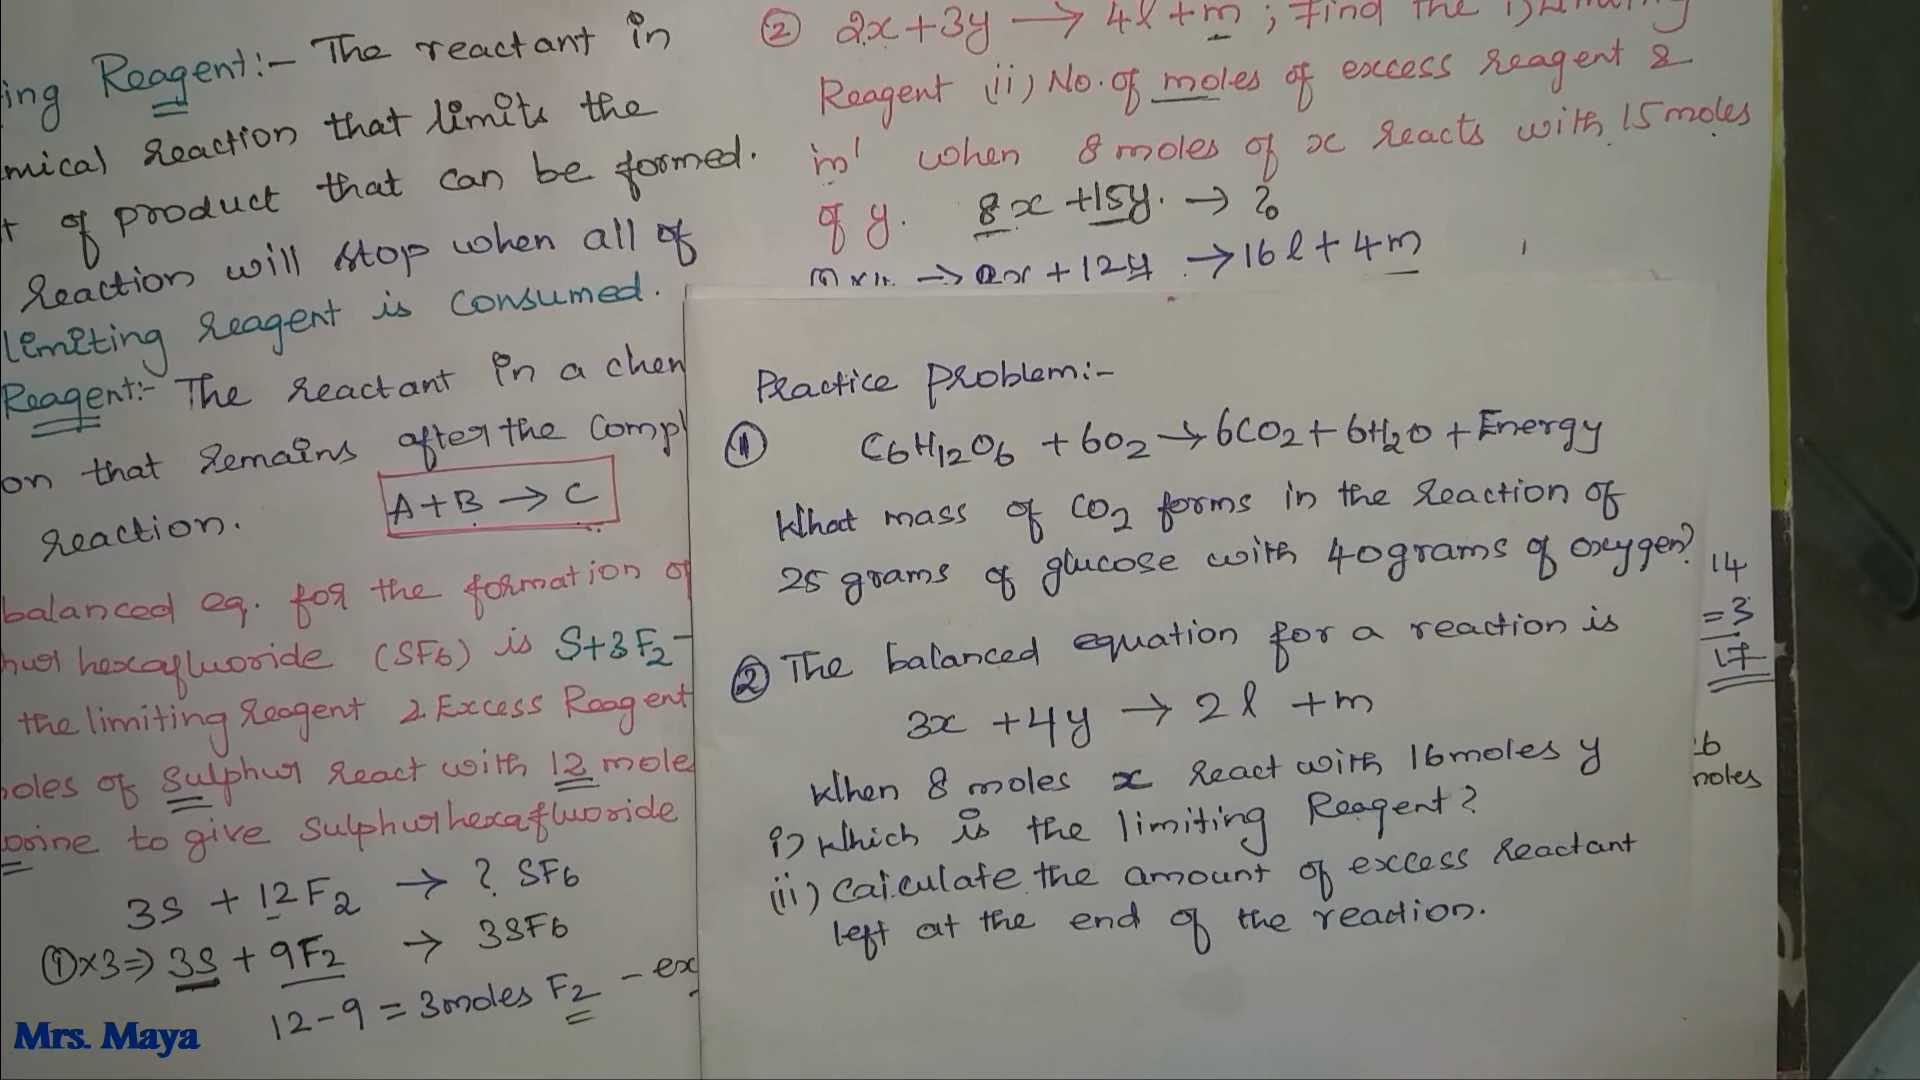 ing Reagent:- The reactant in
mical reaction that limits the
of product that can be formed.
reaction will stop when all of
limiting reagent is consumed.
Reagent:- The reactant in a chem
on that remains after the compl
reaction.
A+B → C
balanced eq. for the formation of
hur hexafluoride (SF6) is S+3F2
the limiting reagent & Excess Reagent
oles of Sulphur react with 12 mole
orine to give Sulphurhexafluoride
3S + 12F2 → ? SF6
①×3⇒ 3S + 9F2 → 3SF6
12-9 = 3moles F2 - ex
Mrs. Maya
② 2x+3y → 4l+m ; Find the
Reagent (ii) No. of moles of excess reagent &
'm' when 8 moles of x reacts with 15 moles
of y. 8x +15y. → ?
+ 12y → 16l + 4m
Practice problem:-
① C6H12O6 + 6O2 → 6CO2 + 6H2O + Energy
What mass of CO2 forms in the reaction of
25 grams of glucose with 40grams of oxygen?
② The balanced equation for a reaction is
3x +4y → 2l +m
When 8 moles x react with 16moles y
i) Which is the limiting Reagent?
(ii) Calculate the amount of excess reactant
left at the end of the reaction.
14
=3
17
6
moles